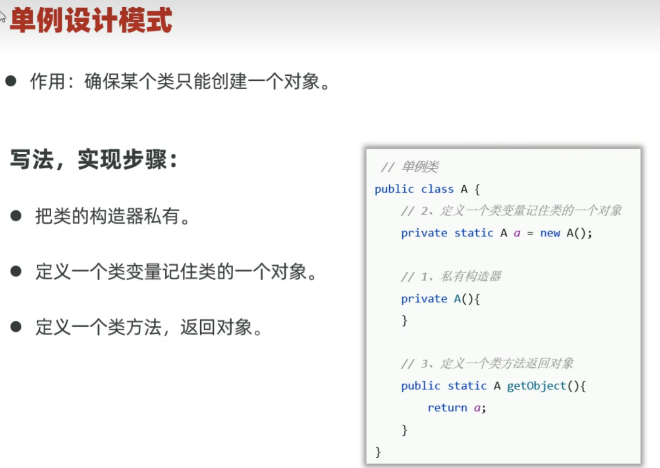 单例设计模式
● 作用：确保某个类只能创建一个对象。
写法，实现步骤：
● 把类的构造器私有。
● 定义一个类变量记住类的一个对象。
● 定义一个类方法，返回对象。
// 单例类
public class A {
// 2、定义一个类变量记住类的一个对象
private static A a = new A();
// 1、私有构造器
private A(){
}
// 3、定义一个类方法返回对象
public static A getObject(){
return a;
}
}